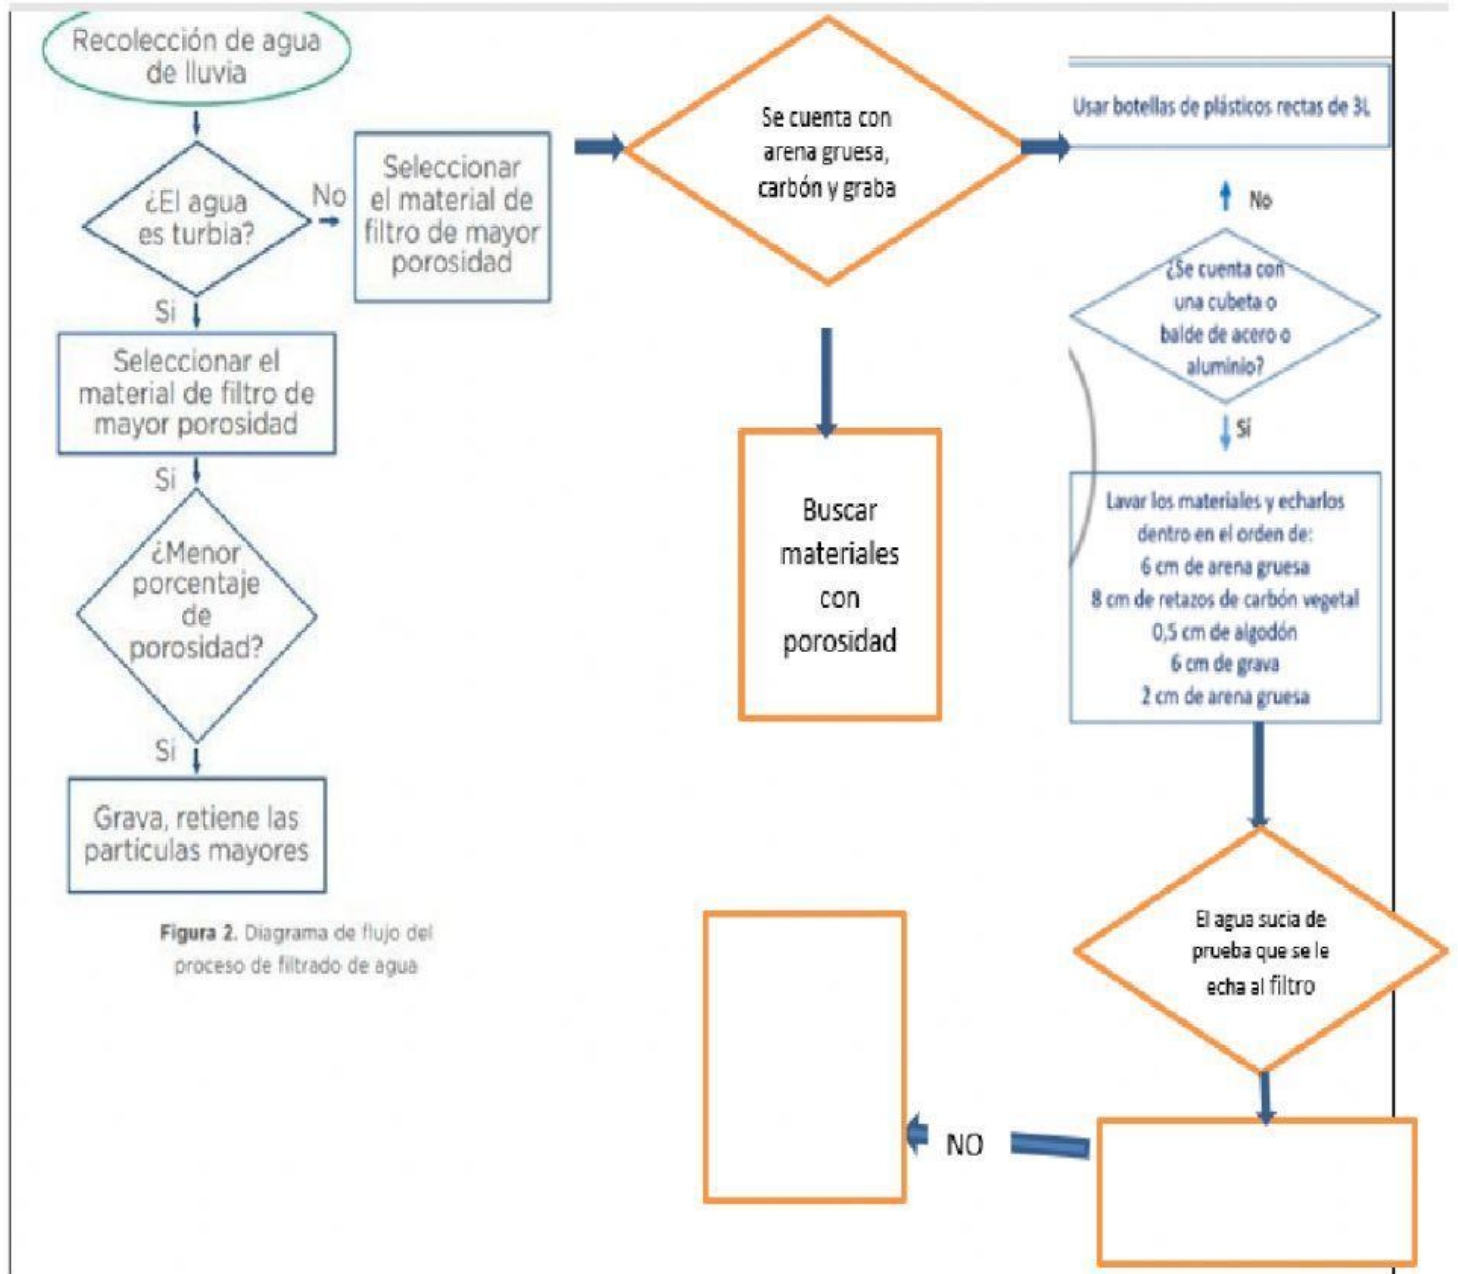 Recolección de agua
de lluvia
¿El agua
es turbia?
No
Seleccionar
el material de
filtro de mayor
porosidad
Si
Seleccionar el
material de filtro de
mayor porosidad
Si
¿Menor
porcentaje
de
porosidad?
Si
Grava, retiene las
partículas mayores
Figura 2. Diagrama de flujo del
proceso de filtrado de agua
Se cuenta con
arena gruesa,
carbón y graba
Buscar
materiales
con
porosidad
Usar botellas de plásticos rectas de 3L
No
¿Se cuenta con
una cubeta o
balde de acero o
aluminio?
Sí
Lavar los materiales y echarlos
dentro en el orden de:
6 cm de arena gruesa
8 cm de retazos de carbón vegetal
0,5 cm de algodón
6 cm de grava
2 cm de arena gruesa
El agua sucia de
prueba que se le
echa al filtro
NO